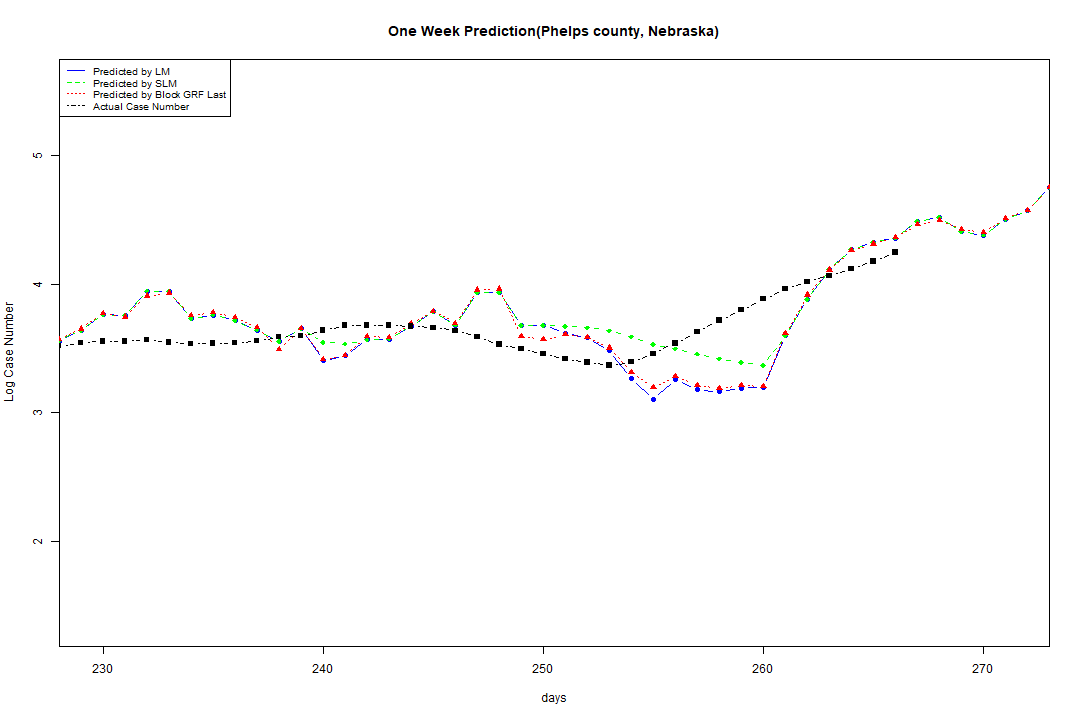 One Week Prediction(Phelps county, Nebraska)
Predicted by LM
Predicted by SLM
Predicted by Block GRF Last
Actual Case Number
Log Case Number
5
4
3
2
230 240 250 260 270
days